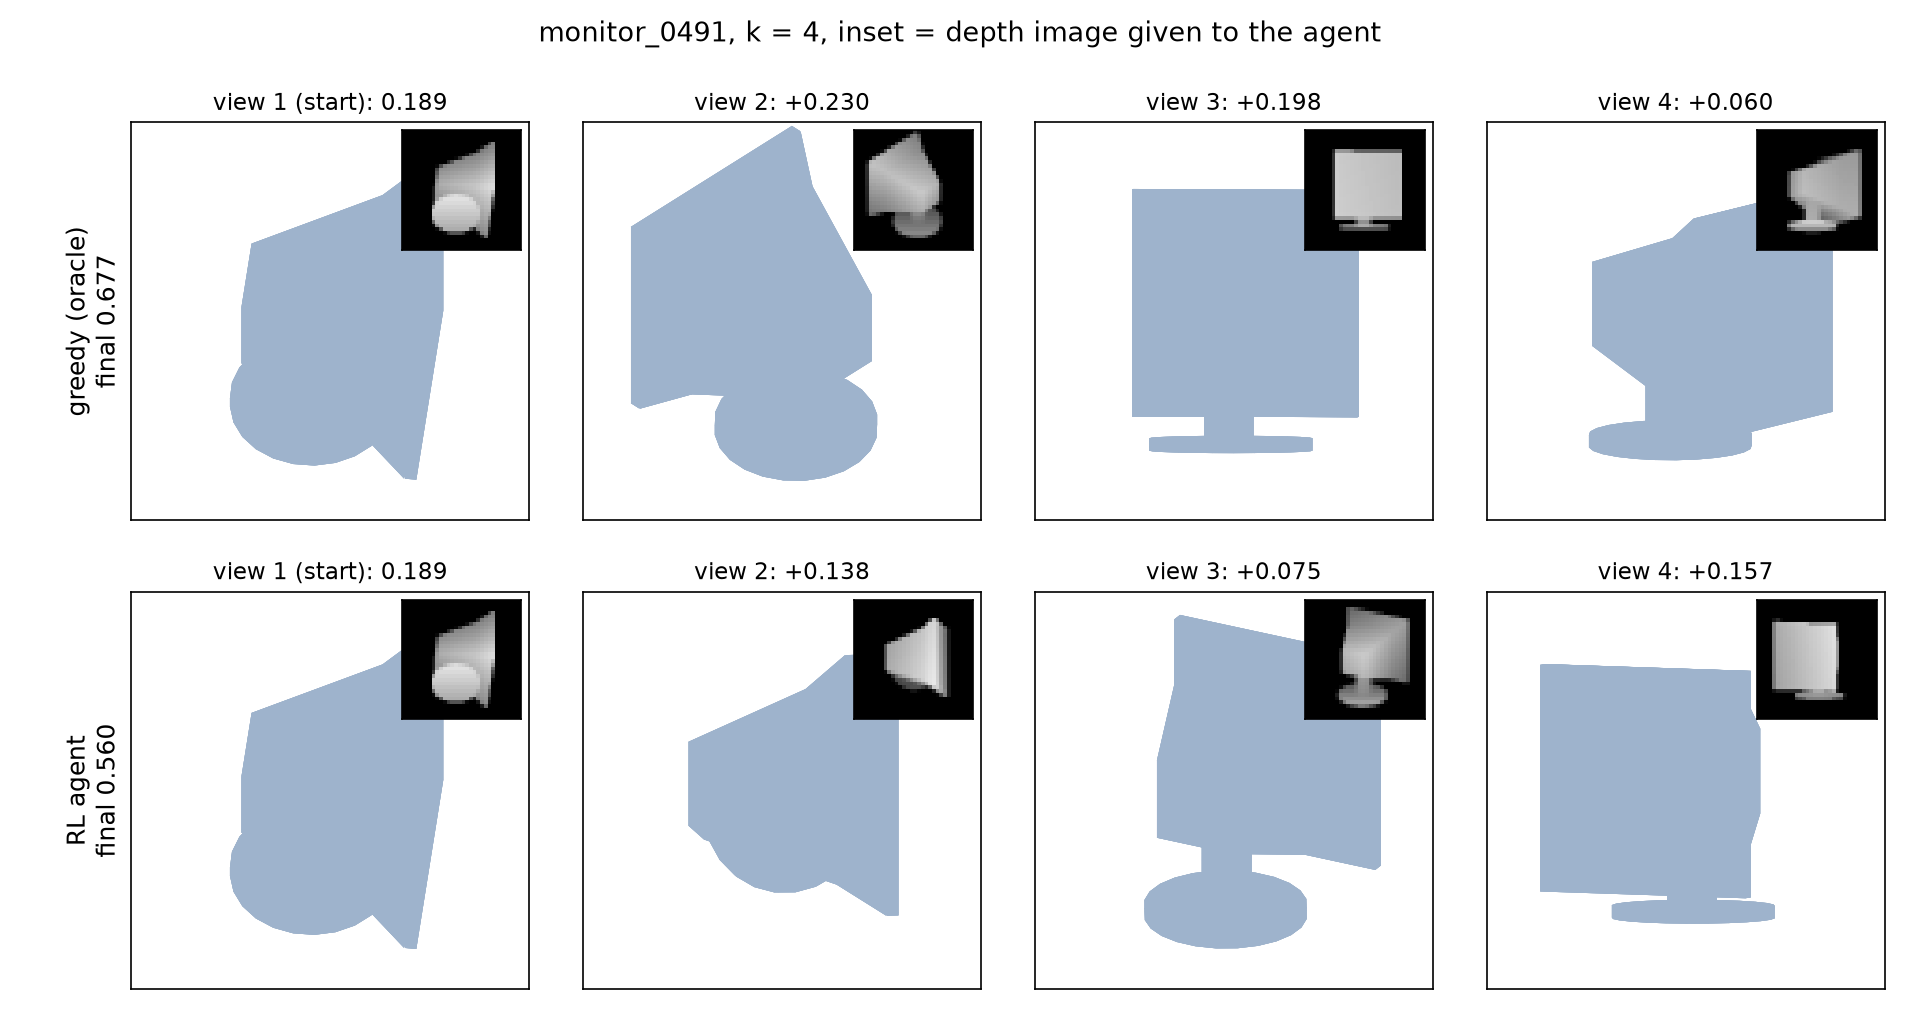 monitor_0491, k = 4, inset = depth image given to the agent
view 1 (start): 0.189
view 2: +0.230
view 3: +0.198
view 4: +0.060
greedy (oracle)
final 0.677
view 1 (start): 0.189
view 2: +0.138
view 3: +0.075
view 4: +0.157
RL agent
final 0.560